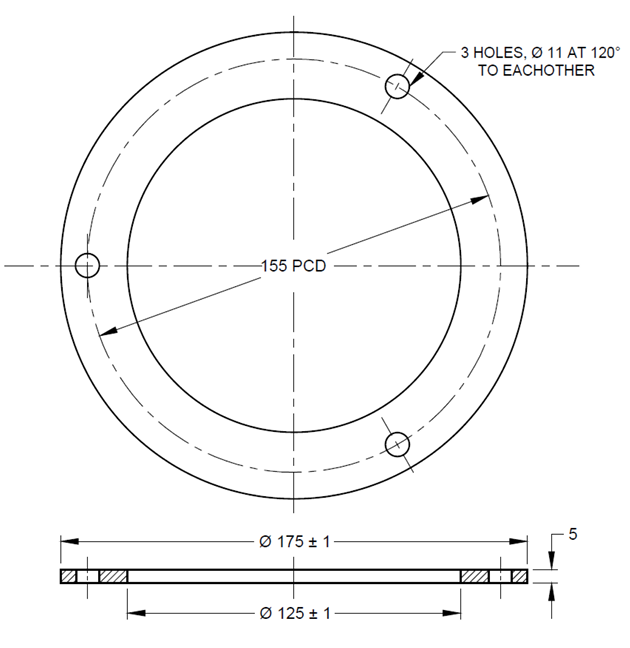 3 HOLES, Ø 11 AT 120°
TO EACHOTHER
155 PCD
Ø 175 ± 1
5
Ø 125 ± 1